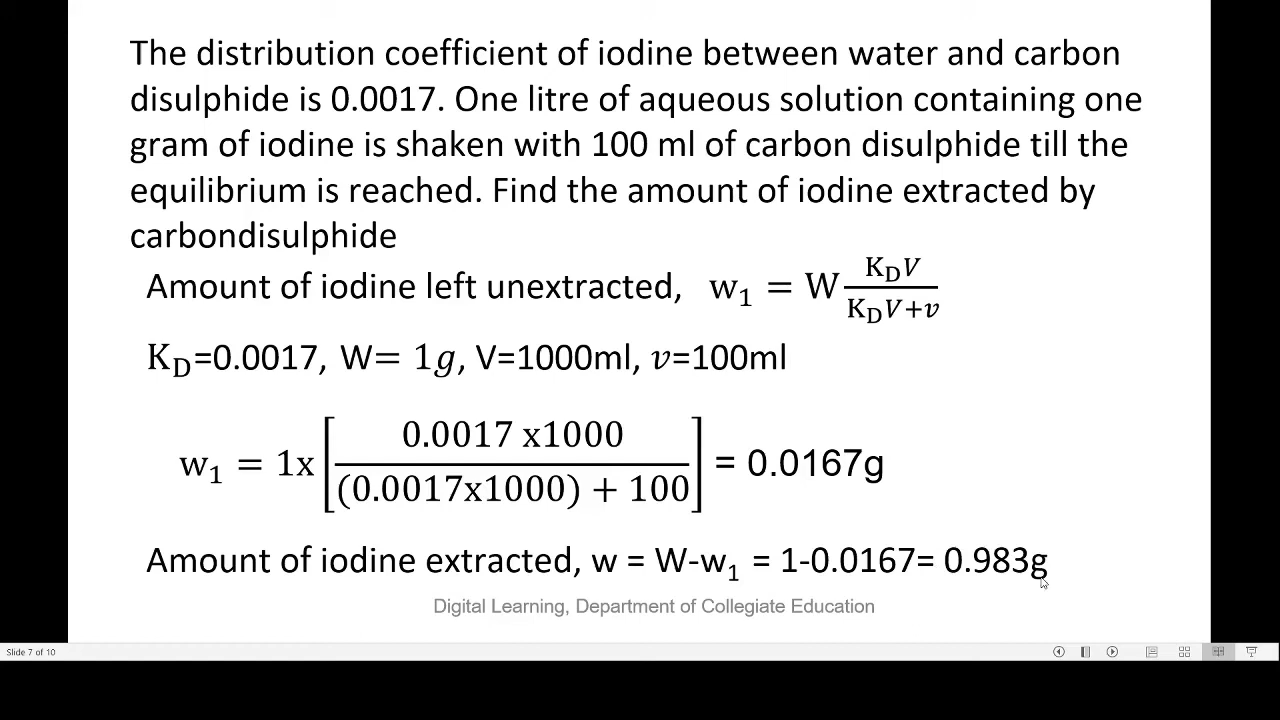 The distribution coefficient of iodine between water and carbon
disulphide is 0.0017. One litre of aqueous solution containing one
gram of iodine is shaken with 100 ml of carbon disulphide till the
equilibrium is reached. Find the amount of iodine extracted by
carbondisulphide
Amount of iodine left unextracted, w₁ = W K_D V / K_D V+v
K_D=0.0017, W= 1g, V=1000ml, v=100ml
w₁ = 1x[0.0017 x1000 / (0.0017x1000) + 100] = 0.0167g
Amount of iodine extracted, w = W-w₁ = 1-0.0167= 0.983g
Digital Learning, Department of Collegiate Education
Slide 7 of 10